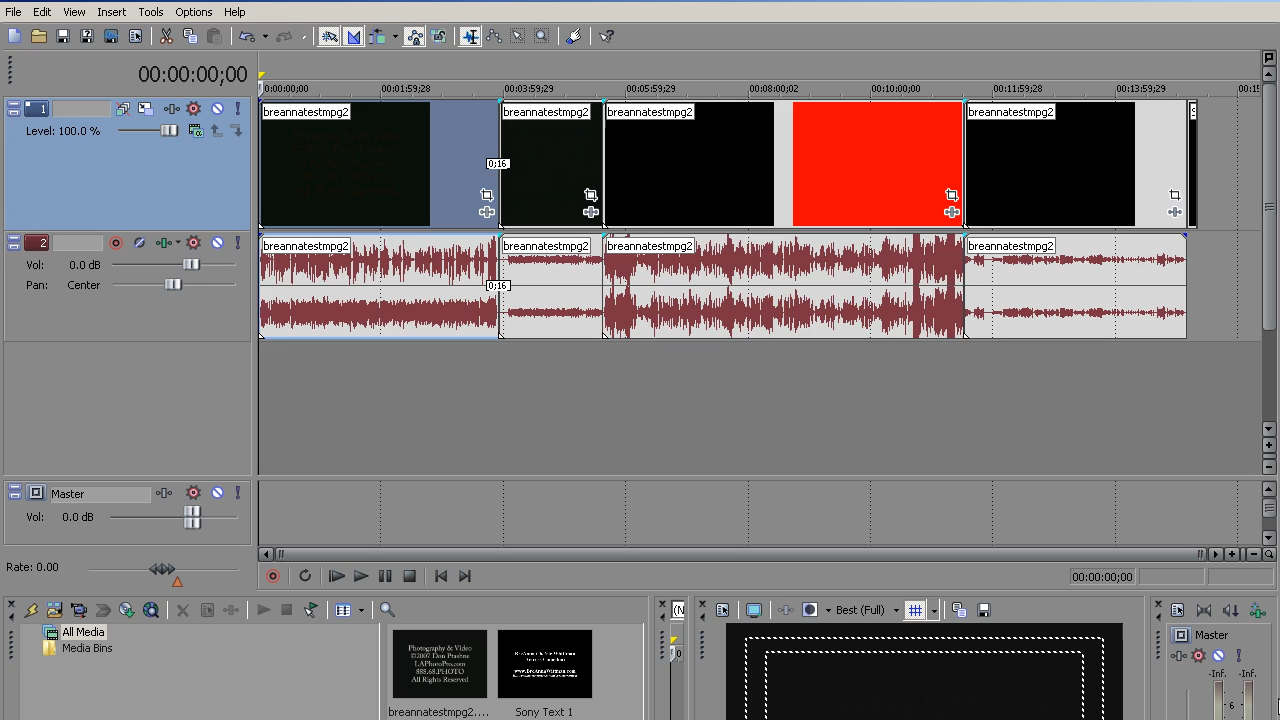 File Edit View Insert Tools Options Help
00:00:00;00
0:00:00;00 00:01:59;28 00:03:59;29 00:05:59;29 00:08:00;02 00:10:00;00 00:11:59;28 00:13:59;29 00:15
1
Level: 100.0 %
breannatestmpg2 breannatestmpg2 breannatestmpg2 breannatestmpg2
0;16
2
Vol: 0.0 dB
Pan: Center
breannatestmpg2 breannatestmpg2 breannatestmpg2 breannatestmpg2
0;16
Master
Vol: 0.0 dB
Rate: 0.00
00:00:00;00
Best (Full)
All Media
Media Bins
Photography & Video
©2007 Don Ptashne
LAPhotoPro.com
888.68.PHOTO
All Rights Reserved
www.BreAnnaWirtman.com
breannatestmpg2....
Sony Text 1
Master
-Inf. -Inf.
6